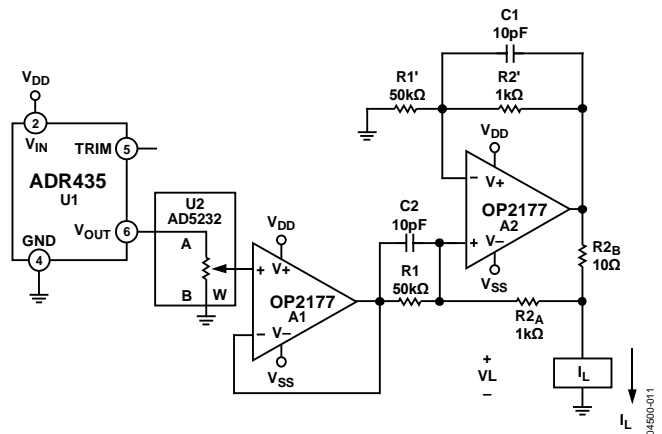 C1
10pF
R1'
50kΩ
R2'
1kΩ
VDD
2
VIN
TRIM
5
ADR435
U1
VOUT
6
GND
4
U2
AD5232
A
B
W
VDD
+
V+
OP2177
A1
−
V−
VSS
C2
10pF
R1
50kΩ
VDD
−
V+
OP2177
A2
+
V−
VSS
R2B
10Ω
R2A
1kΩ
+
VL
−
IL
IL
04500-011